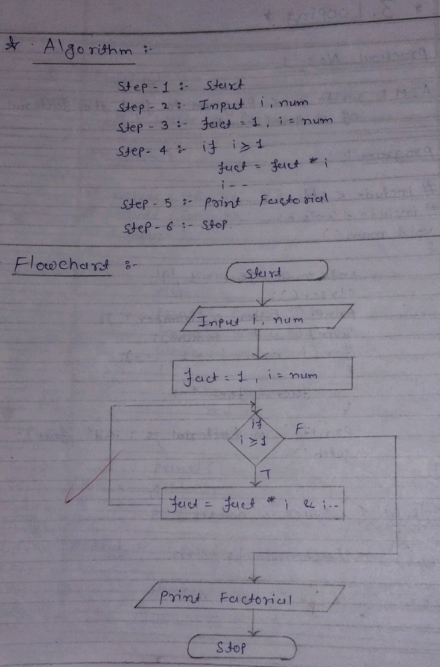 * Algorithm :-
Step - 1 :- Start
Step - 2 :- Input i, num
Step - 3 :- fact = 1, i = num
Step - 4 :- if i ≥ 1
fact = fact * i
i--
Step - 5 :- Print Factorial
Step - 6 :- Stop
Flowchart :-
Start
Input i, num
fact = 1, i = num
if
i ≥ 1
F
T
fact = fact * i & i--
Print Factorial
Stop